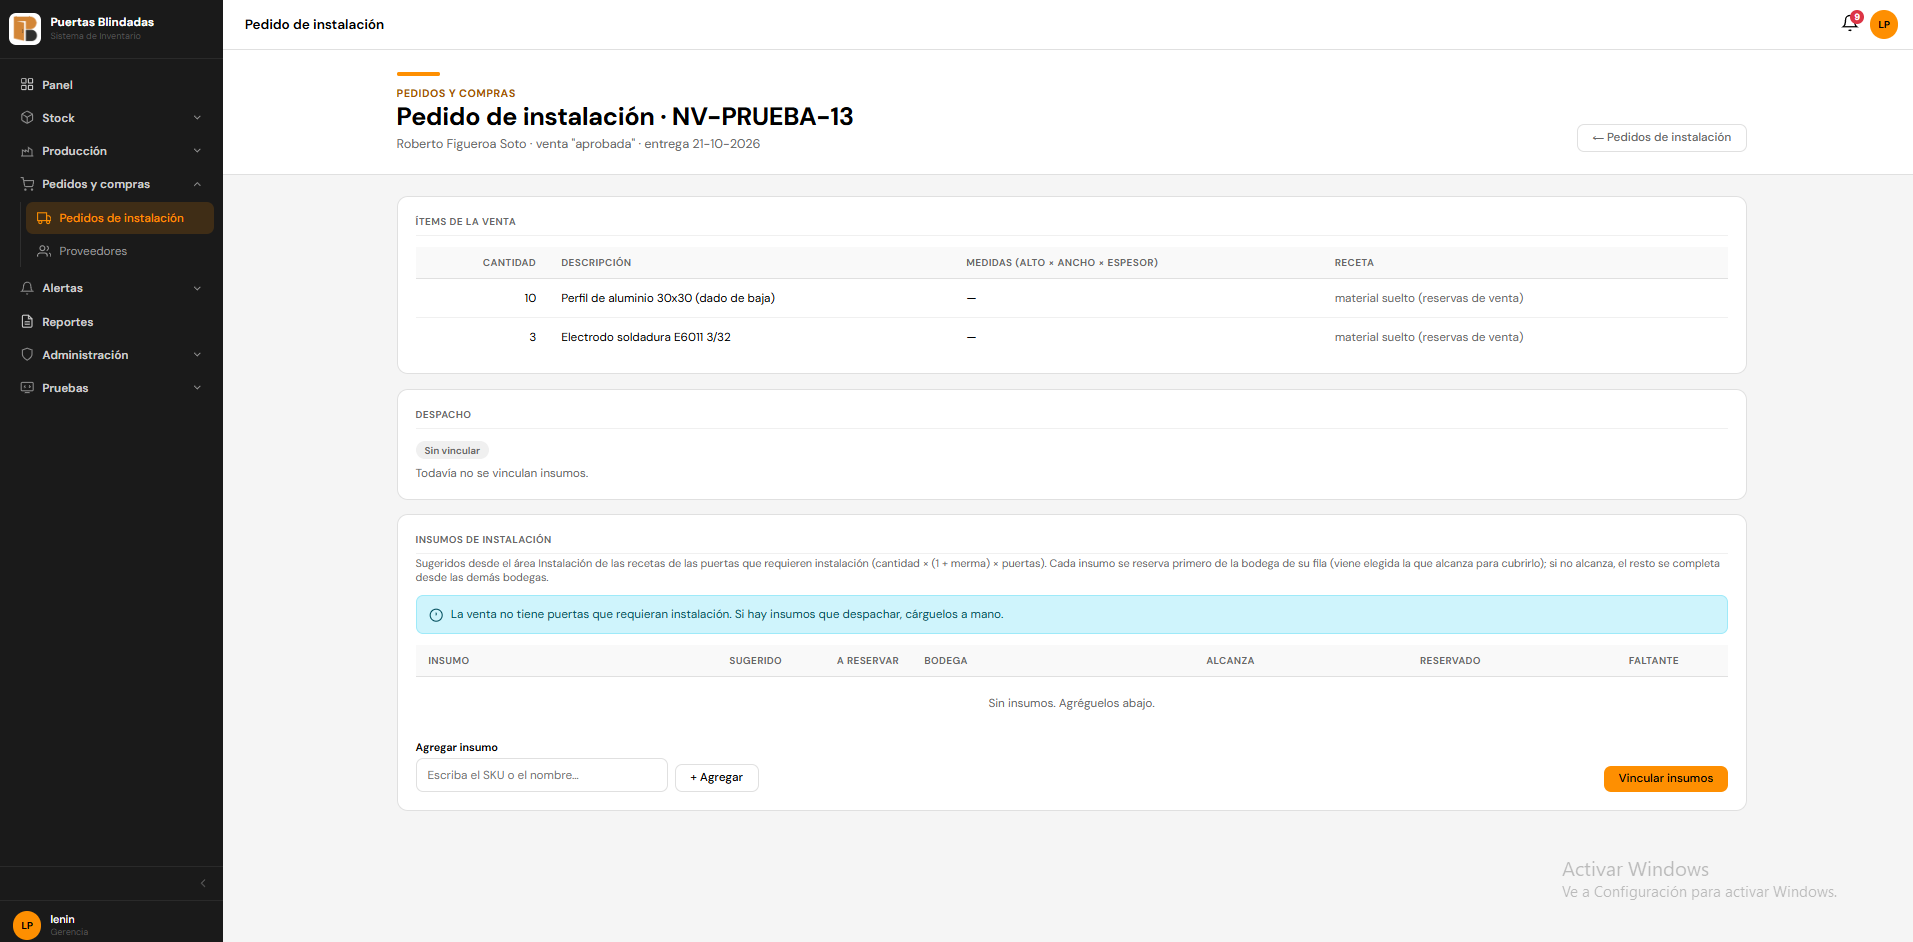 Puertas Blindadas
Sistema de Inventario
Panel
Stock
Producción
Pedidos y compras
Pedidos de instalación
Proveedores
Alertas
Reportes
Administración
Pruebas
LP
lenin
Gerencia
Pedido de instalación
9
LP
PEDIDOS Y COMPRAS
Pedido de instalación · NV-PRUEBA-13
Roberto Figueroa Soto · venta "aprobada" · entrega 21-10-2026
← Pedidos de instalación
ÍTEMS DE LA VENTA
CANTIDAD DESCRIPCIÓN MEDIDAS (ALTO × ANCHO × ESPESOR) RECETA
10 Perfil de aluminio 30x30 (dado de baja) — material suelto (reservas de venta)
3 Electrodo soldadura E6011 3/32 — material suelto (reservas de venta)
DESPACHO
Sin vincular
Todavía no se vinculan insumos.
INSUMOS DE INSTALACIÓN
Sugeridos desde el área Instalación de las recetas de las puertas que requieren instalación (cantidad × (1 + merma) × puertas). Cada insumo se reserva primero de la bodega de su fila (viene elegida la que alcanza para cubrirlo); si no alcanza, el resto se completa
desde las demás bodegas.
La venta no tiene puertas que requieran instalación. Si hay insumos que despachar, cárguelos a mano.
INSUMO SUGERIDO A RESERVAR BODEGA ALCANZA RESERVADO FALTANTE
Sin insumos. Agréguelos abajo.
Agregar insumo
Escriba el SKU o el nombre...
+ Agregar
Vincular insumos
Activar Windows
Ve a Configuración para activar Windows.